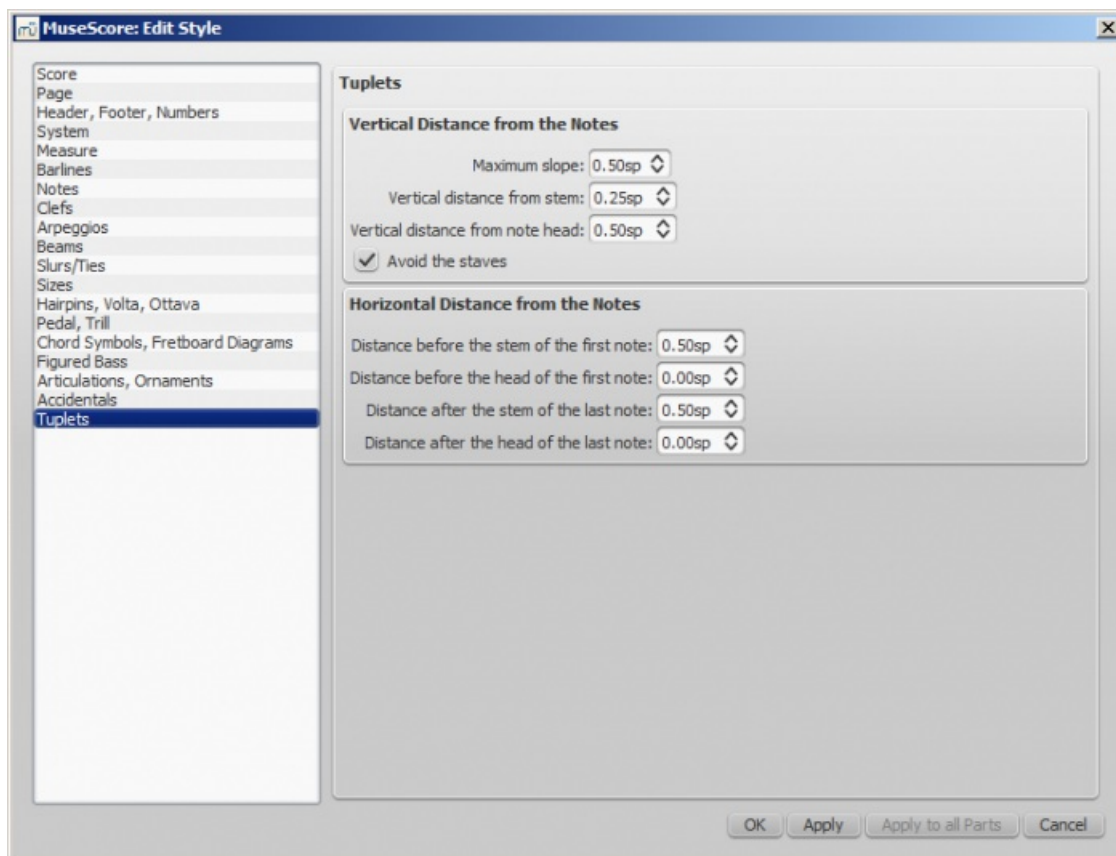 MuseScore: Edit Style
Score
Page
Header, Footer, Numbers
System
Measure
Barlines
Notes
Clefs
Arpeggios
Beams
Slurs/Ties
Sizes
Hairpins, Volta, Ottava
Pedal, Trill
Chord Symbols, Fretboard Diagrams
Figured Bass
Articulations, Ornaments
Accidentals
Tuplets
Tuplets
Vertical Distance from the Notes
Maximum slope: 0.50sp
Vertical distance from stem: 0.25sp
Vertical distance from note head: 0.50sp
Avoid the staves
Horizontal Distance from the Notes
Distance before the stem of the first note: 0.50sp
Distance before the head of the first note: 0.00sp
Distance after the stem of the last note: 0.50sp
Distance after the head of the last note: 0.00sp
OK Apply Apply to all Parts Cancel